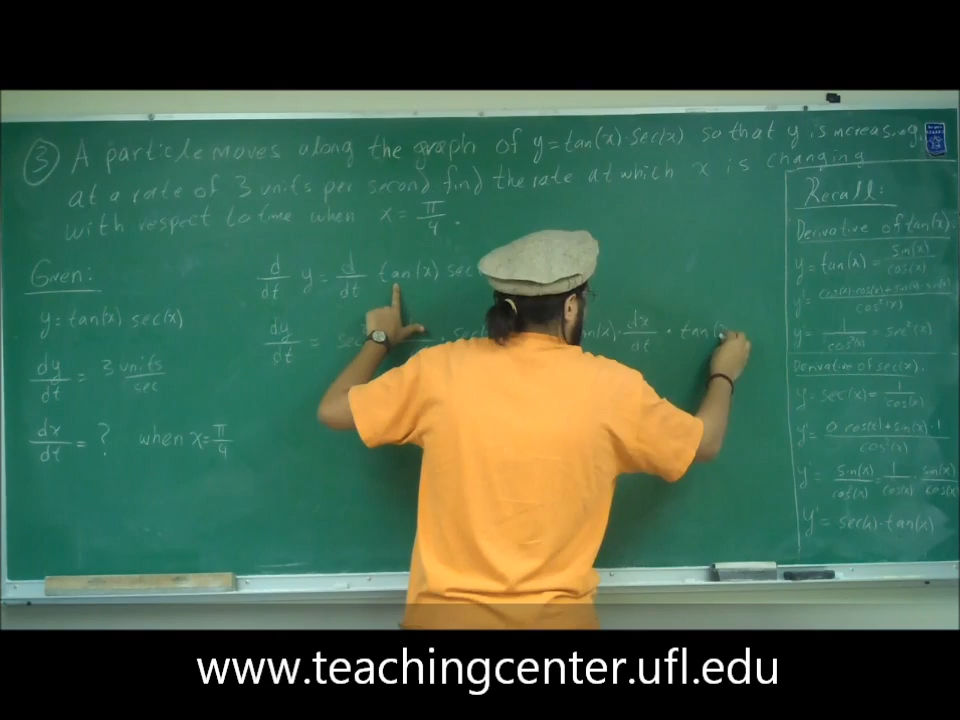 ③ A particle moves along the graph of y=tan(x)·sec(x) so that y is increasing
at a rate of 3 units per second. find the rate at which x is changing
with respect to time when x = π/4 .
Given:
y = tan(x) sec(x)
dy/dt = 3 units/sec
dx/dt = ? when x = π/4
d/dt y = d/dt tan(x) sec
dy/dt = sec · sec · dx/dt · tan(x
Recall:
Derivative of tan(x):
y = tan(x) = sin(x)/cos(x)
y' = cos(x)·cos(x)+sin(x)·sin(x)/cos²(x)
y' = 1/cos²(x) = sec²(x)
Derivative of sec(x).
y = sec(x) = 1/cos(x)
y' = 0·cos(x)+sin(x)·1/cos²(x)
y' = sin(x)/cos²(x) = 1/cos(x) · sin(x)/cos(x)
y' = sec(x)·tan(x)
www.teachingcenter.ufl.edu